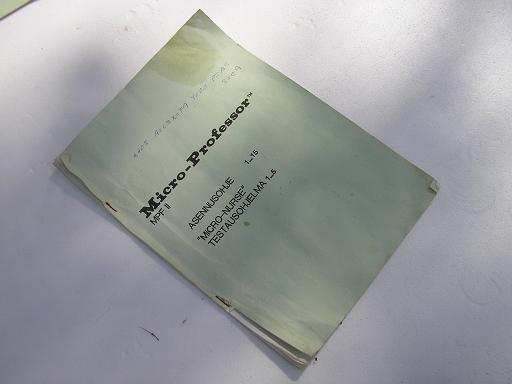 Micro-Professor™
MPF II
ASENNUSOHJE 1-15
"MICRO-NURSE"
TESTAUSOHJELMA 1-5